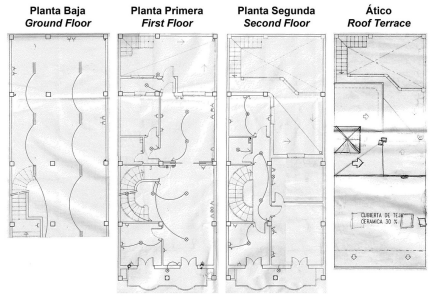 Planta Baja
Ground Floor
Planta Primera
First Floor
Planta Segunda
Second Floor
Ático
Roof Terrace
CUBIERTA DE TEJA
CERAMICA 30 %